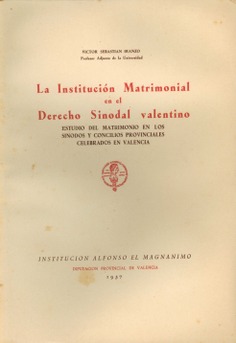 VICTOR SEBASTIAN IRANZO
Profesor Adjunto de la Universidad
La Institución Matrimonial
en el
Derecho Sinodal valentino
ESTUDIO DEL MATRIMONIO EN LOS
SINODOS Y CONCILIOS PROVINCIALES
CELEBRADOS EN VALENCIA
INSTITUCION ALFONSO EL MAGNANIMO
DIPUTACION PROVINCIAL DE VALENCIA
1957